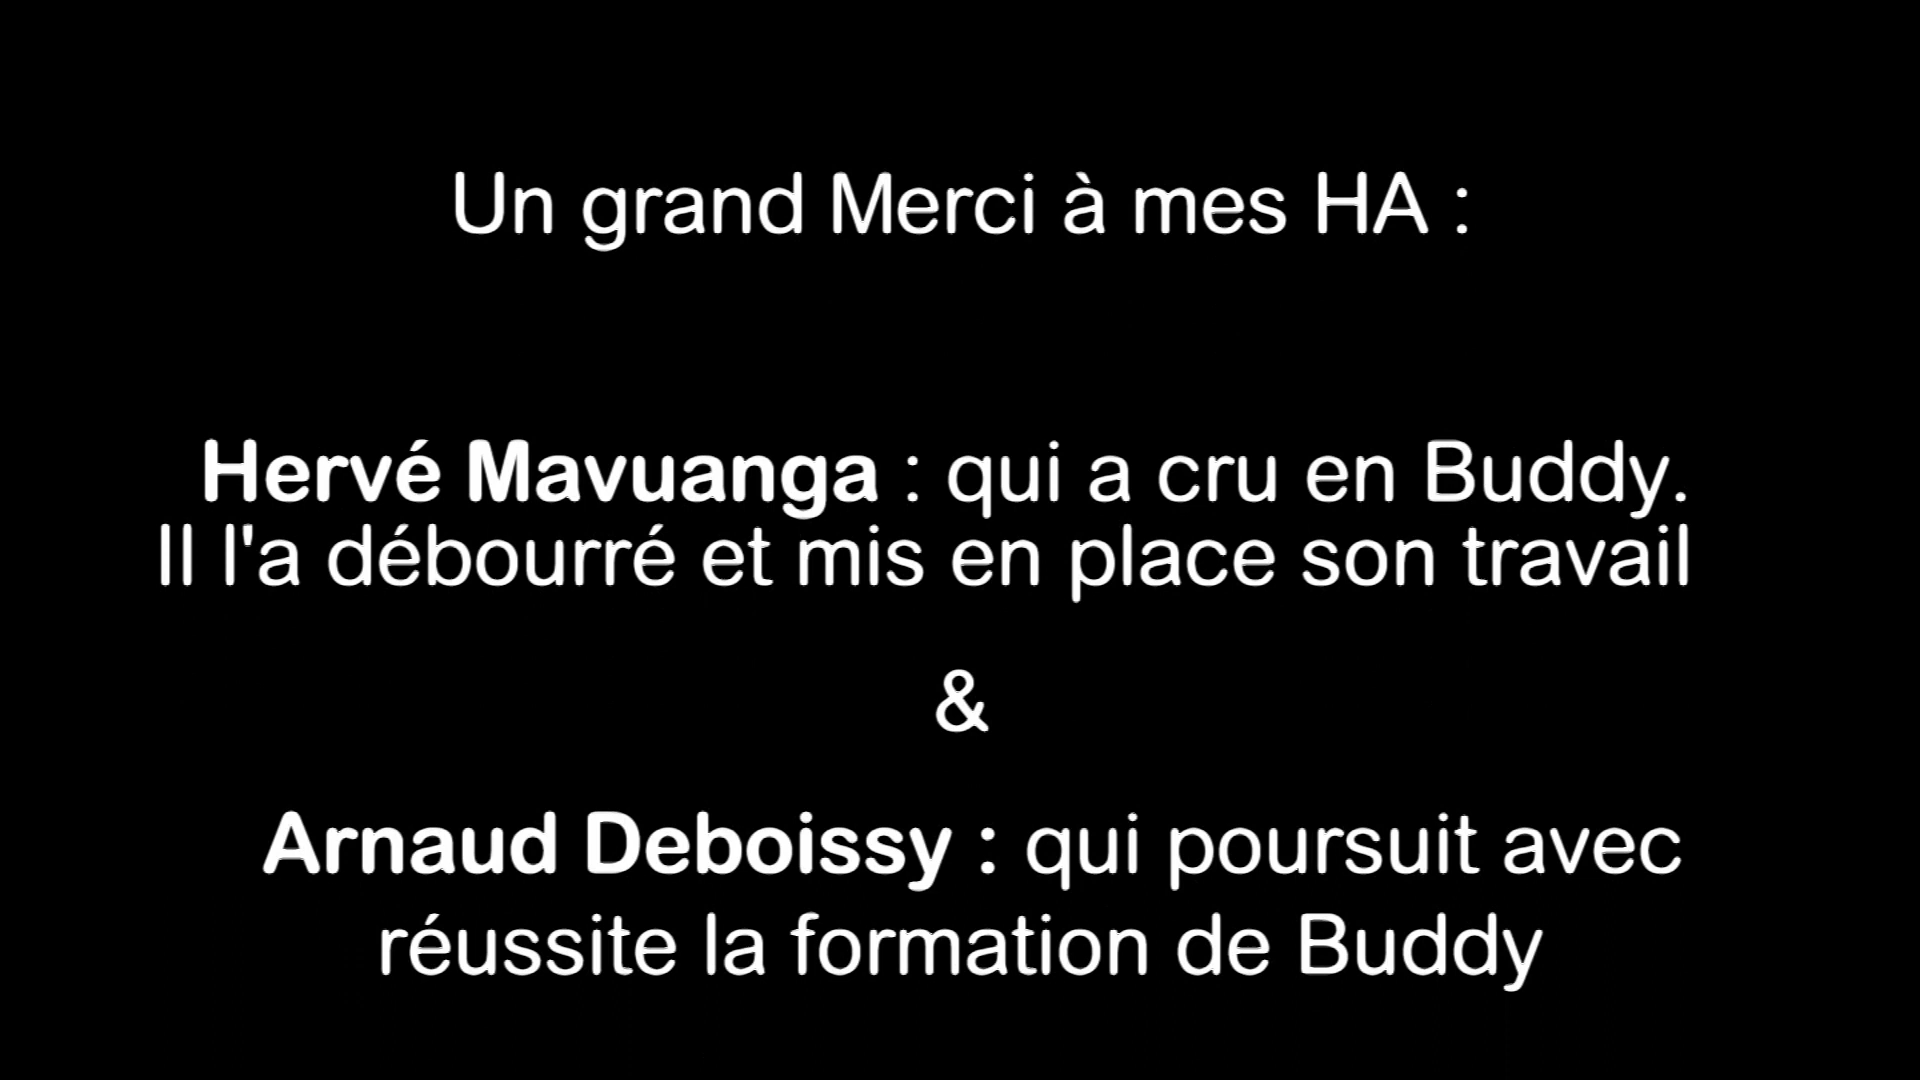 Un grand Merci à mes HA :
Hervé Mavuanga : qui a cru en Buddy.
Il l'a débourré et mis en place son travail
&
Arnaud Deboissy : qui poursuit avec
réussite la formation de Buddy